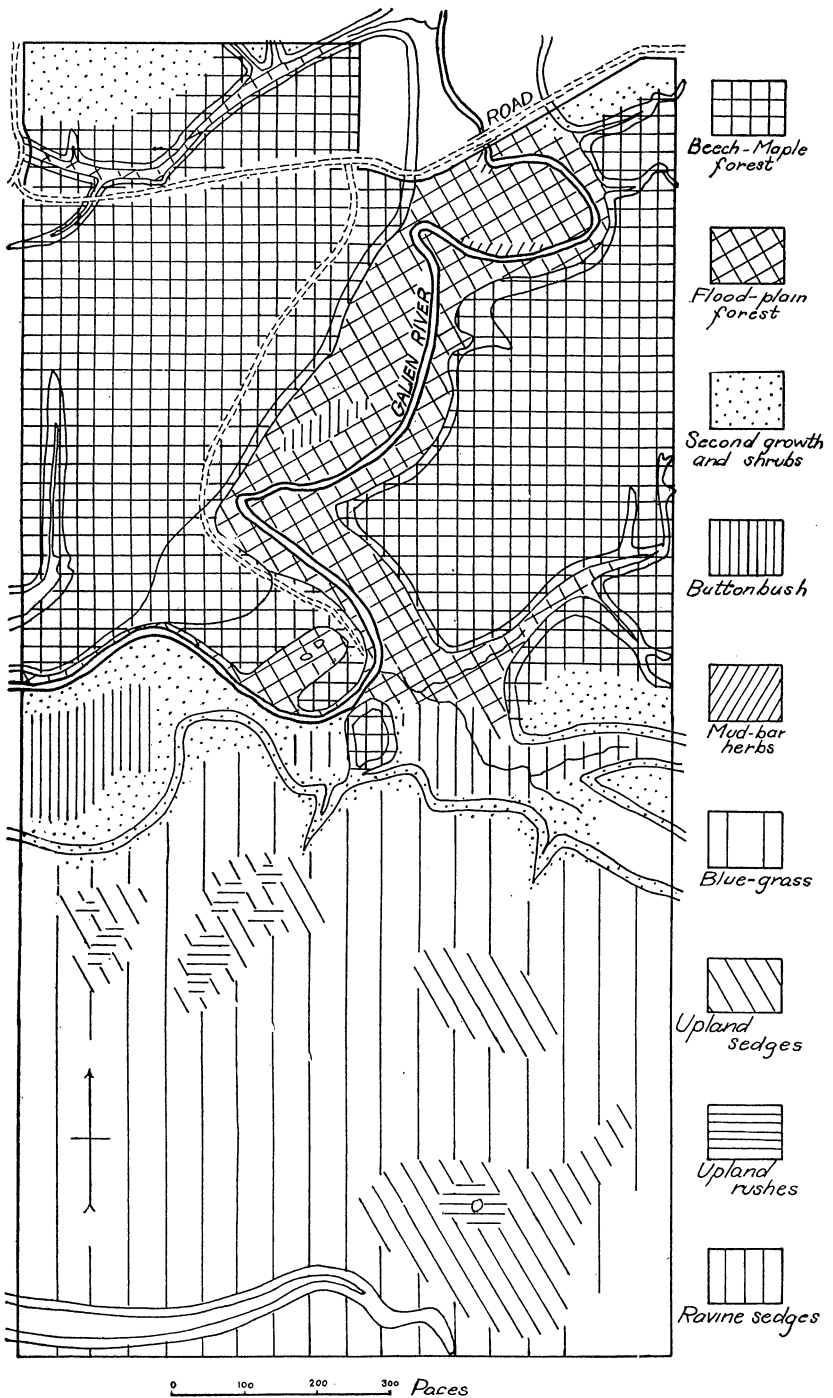 ROAD
GALIEN RIVER
Beech-Maple
forest
Flood-plain
forest
Second growth
and shrubs
Buttonbush
Mud-bar
herbs
Blue-grass
Upland
sedges
Upland
rushes
Ravine sedges
0 100 200 300 Paces